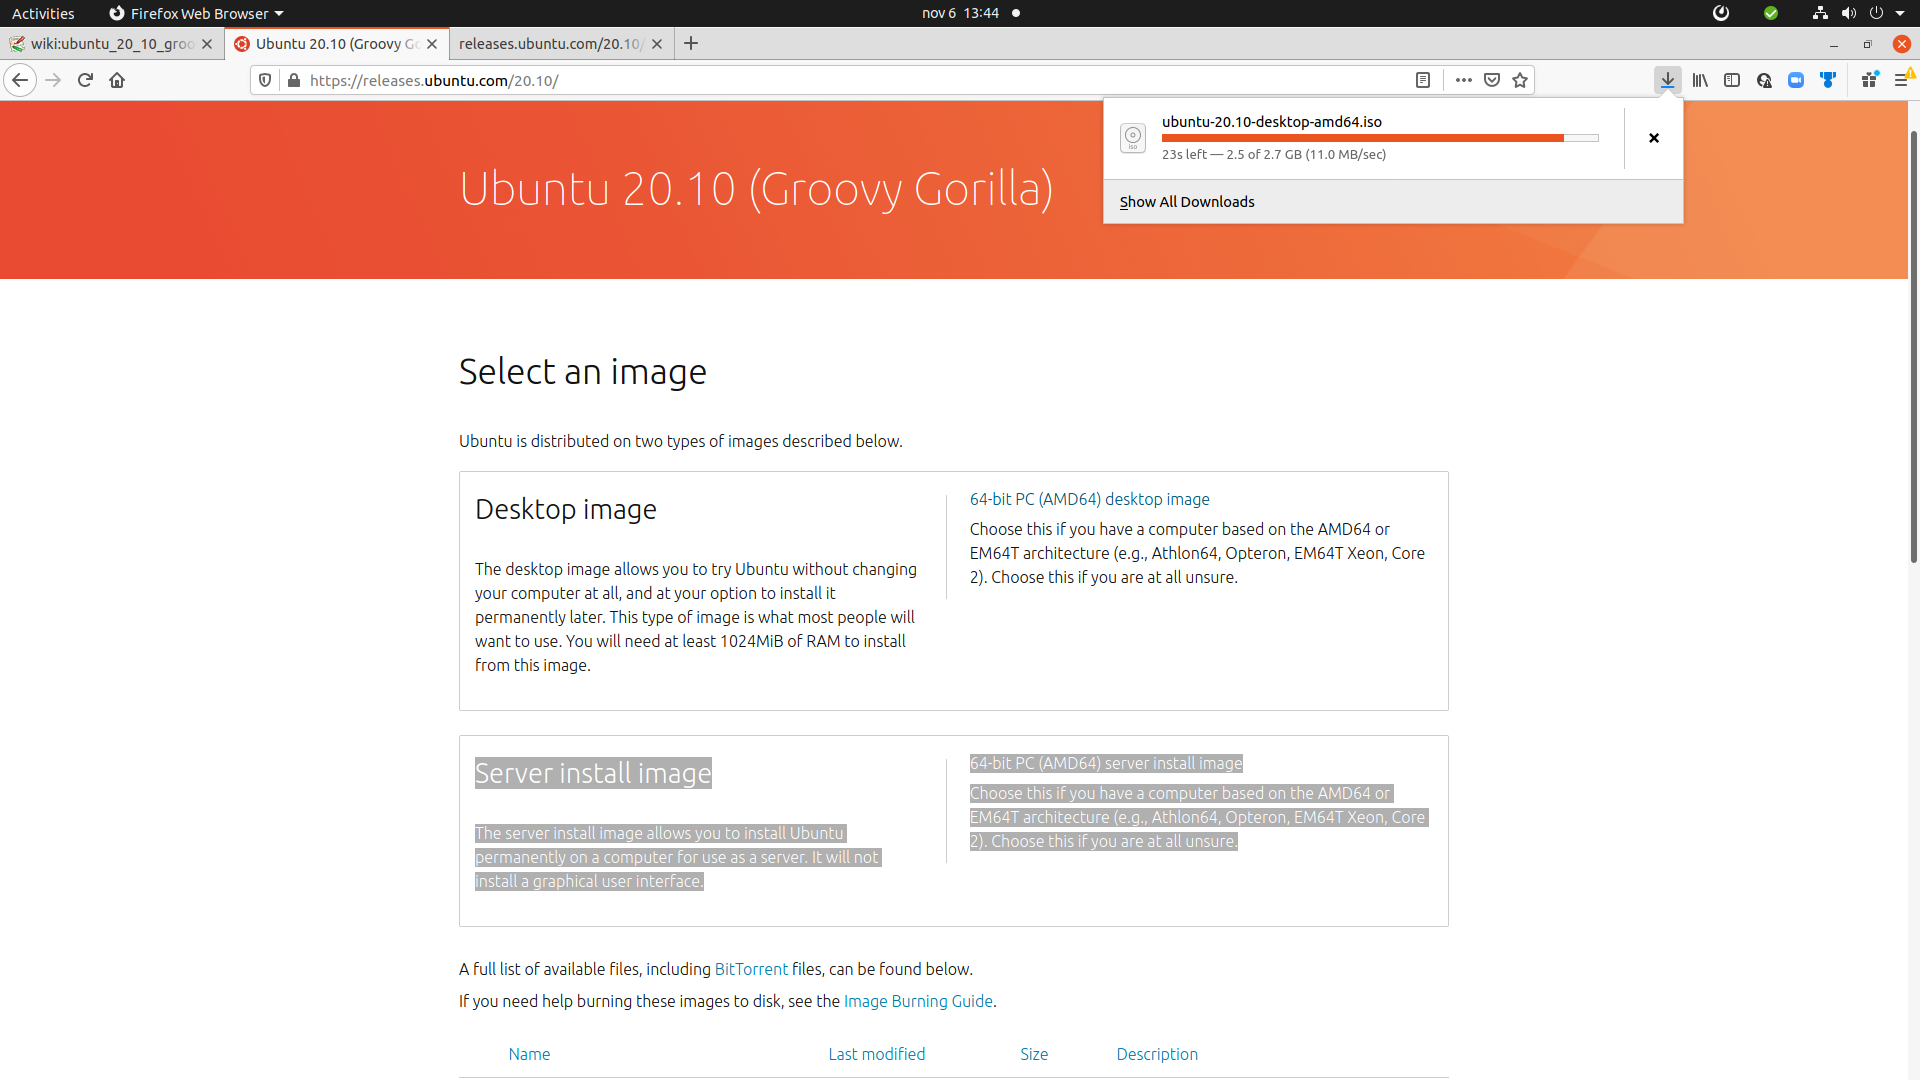 Activities
Firefox Web Browser
nov 6 13:44
wiki:ubuntu_20_10_groo
Ubuntu 20.10 (Groovy Go
releases.ubuntu.com/20.10/
https://releases.ubuntu.com/20.10/
iso
ubuntu-20.10-desktop-amd64.iso
23s left — 2.5 of 2.7 GB (11.0 MB/sec)
Show All Downloads
Ubuntu 20.10 (Groovy Gorilla)
Select an image
Ubuntu is distributed on two types of images described below.
Desktop image
The desktop image allows you to try Ubuntu without changing
your computer at all, and at your option to install it
permanently later. This type of image is what most people will
want to use. You will need at least 1024MiB of RAM to install
from this image.
64-bit PC (AMD64) desktop image
Choose this if you have a computer based on the AMD64 or
EM64T architecture (e.g., Athlon64, Opteron, EM64T Xeon, Core
2). Choose this if you are at all unsure.
Server install image
The server install image allows you to install Ubuntu
permanently on a computer for use as a server. It will not
install a graphical user interface.
64-bit PC (AMD64) server install image
Choose this if you have a computer based on the AMD64 or
EM64T architecture (e.g., Athlon64, Opteron, EM64T Xeon, Core
2). Choose this if you are at all unsure.
A full list of available files, including BitTorrent files, can be found below.
If you need help burning these images to disk, see the Image Burning Guide.
Name Last modified Size Description